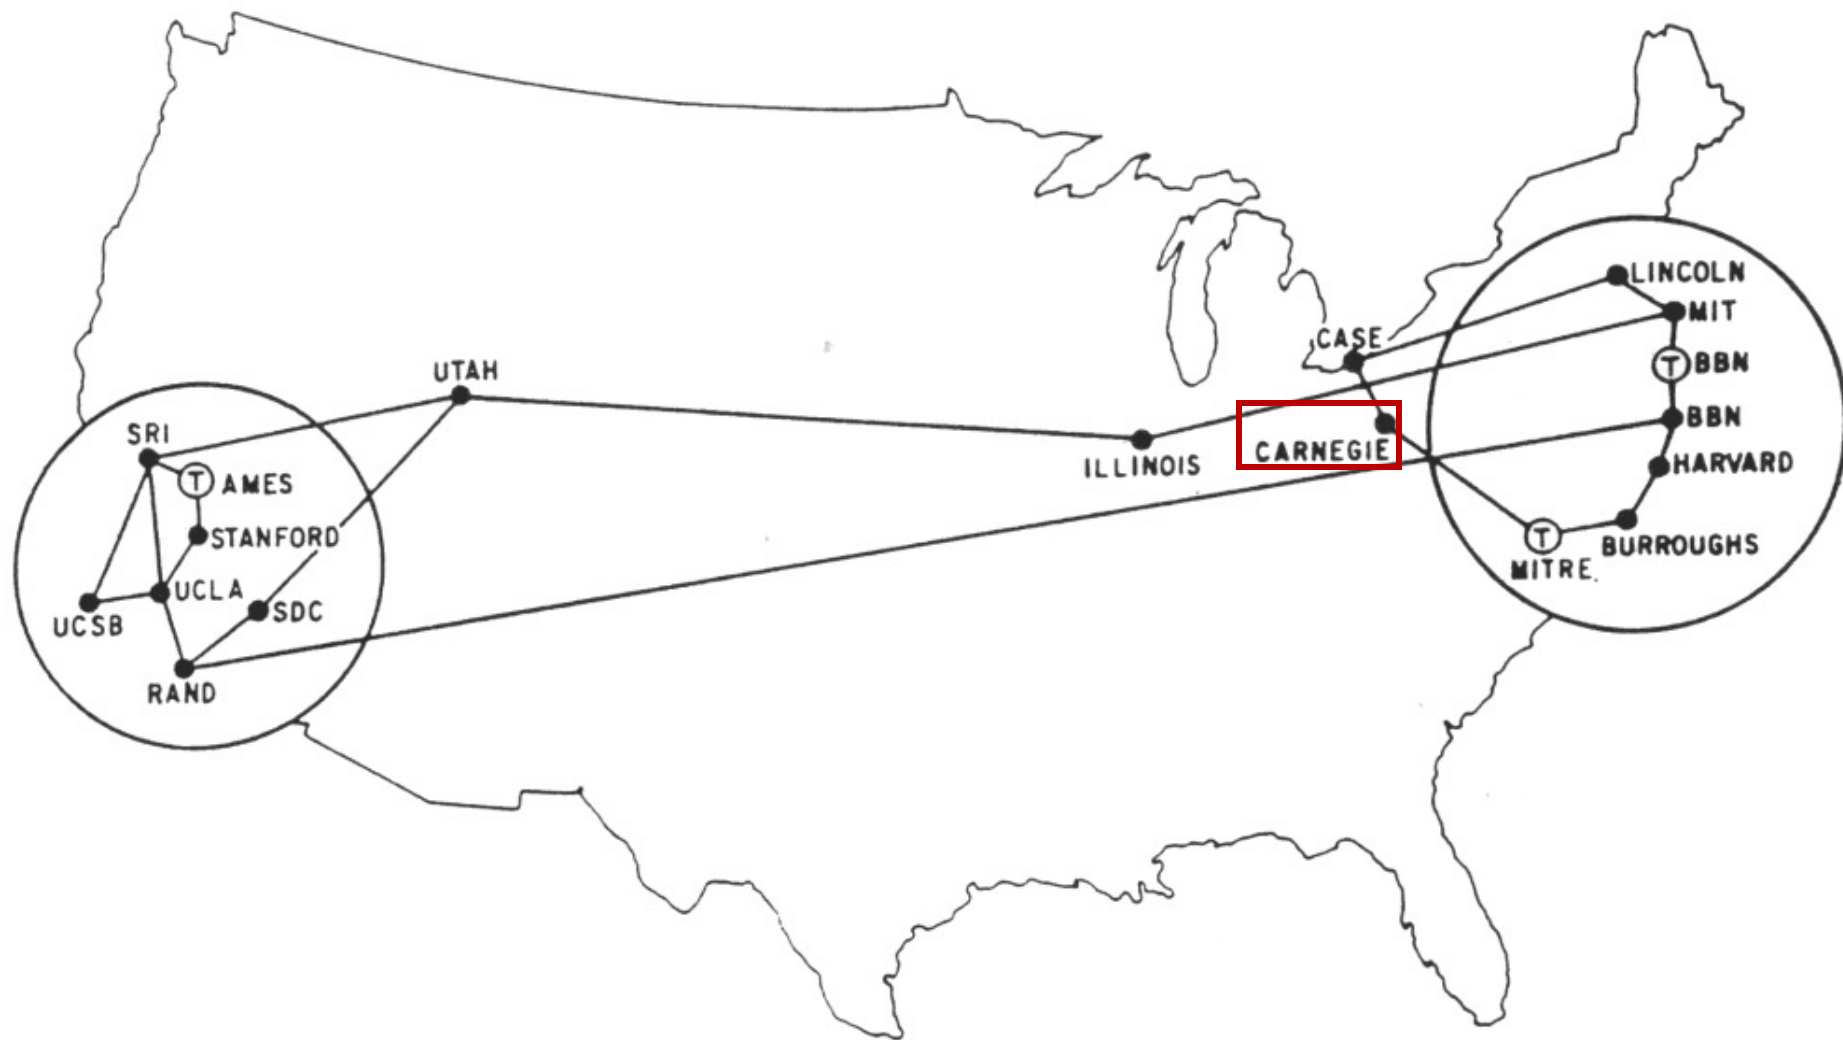 LINCOLN
MIT
CASE
T BBN
UTAH
BBN
SRI
CARNEGIE
ILLINOIS
HARVARD
T AMES
STANFORD
T
BURROUGHS
MITRE.
UCLA
SDC
UCSB
RAND